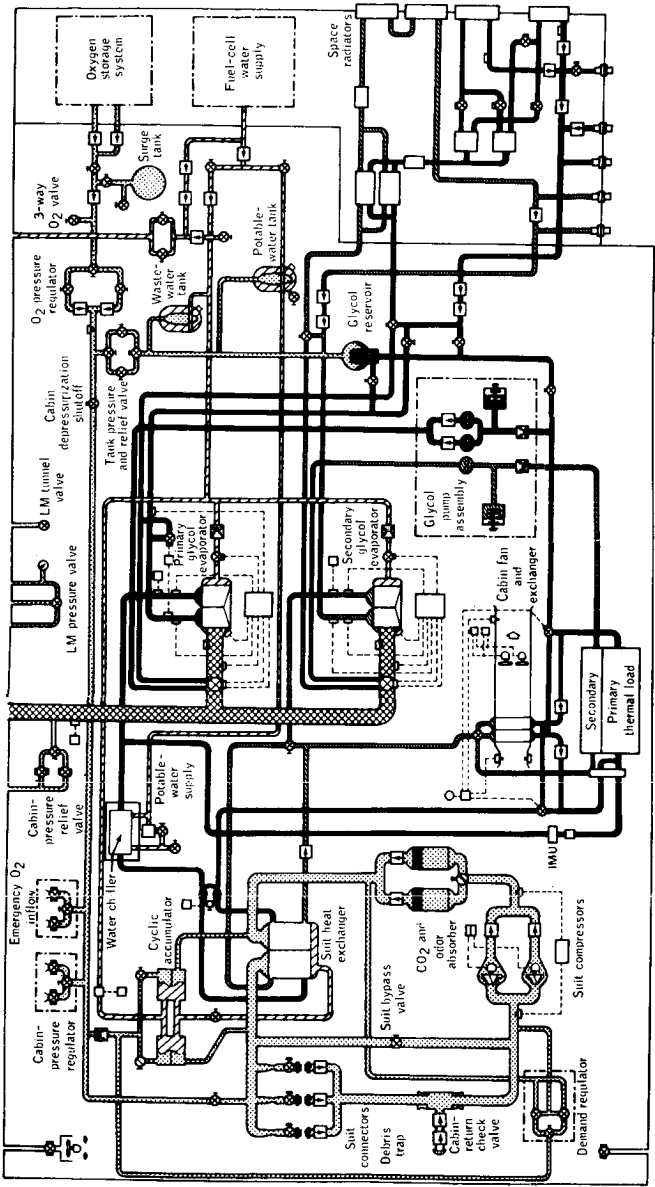 Oxygen
storage
system
Fuel-cell
water
supply
Space
radiators
Surge
tank
3-way
O2 valve
Potable-
water tank
O2 pressure
regulator
Waste-
water
tank
Glycol
reservoir
Cabin
depressurization
shutoff
Tank pressure
and relief valve
LM tunnel
valve
LM pressure valve
Primary
glycol
evaporator
Secondary
glycol
evaporator
Glycol
pump
assembly
Cabin fan
and
exchanger
Secondary
Primary
thermal load
Cabin-
pressure
relief
valve
Potable-
water
supply
IMU
Emergency O2
inflow
Water chiller
Cyclic
accumulator
Suit heat
exchanger
CO2 and
odor
absorber
Suit compressors
Cabin-
pressure
regulator
Suit bypass
valve
Suit
connectors
Debris
trap
Cabin-
return
check
valve
Demand regulator